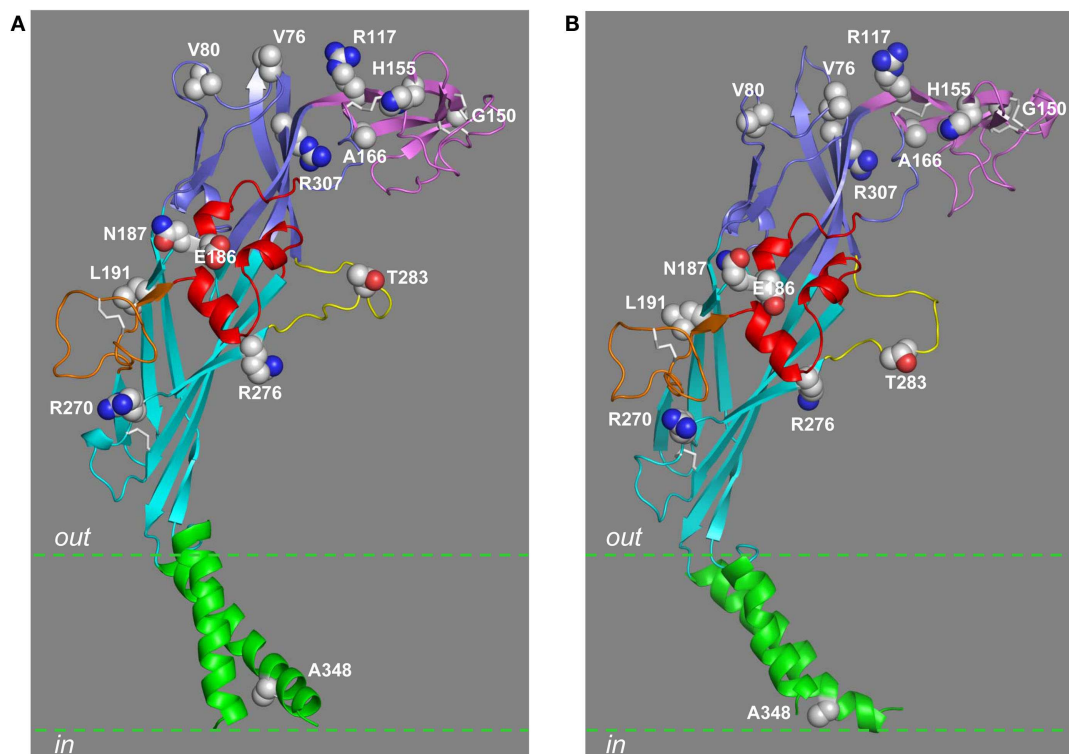 A
V80
V76
R117
H155
G150
A166
R307
N187
E186
L191
T283
R276
R270
out
A348
in
B
R117
V76
V80
H155
G150
A166
R307
N187
E186
L191
T283
R270
R276
out
A348
in